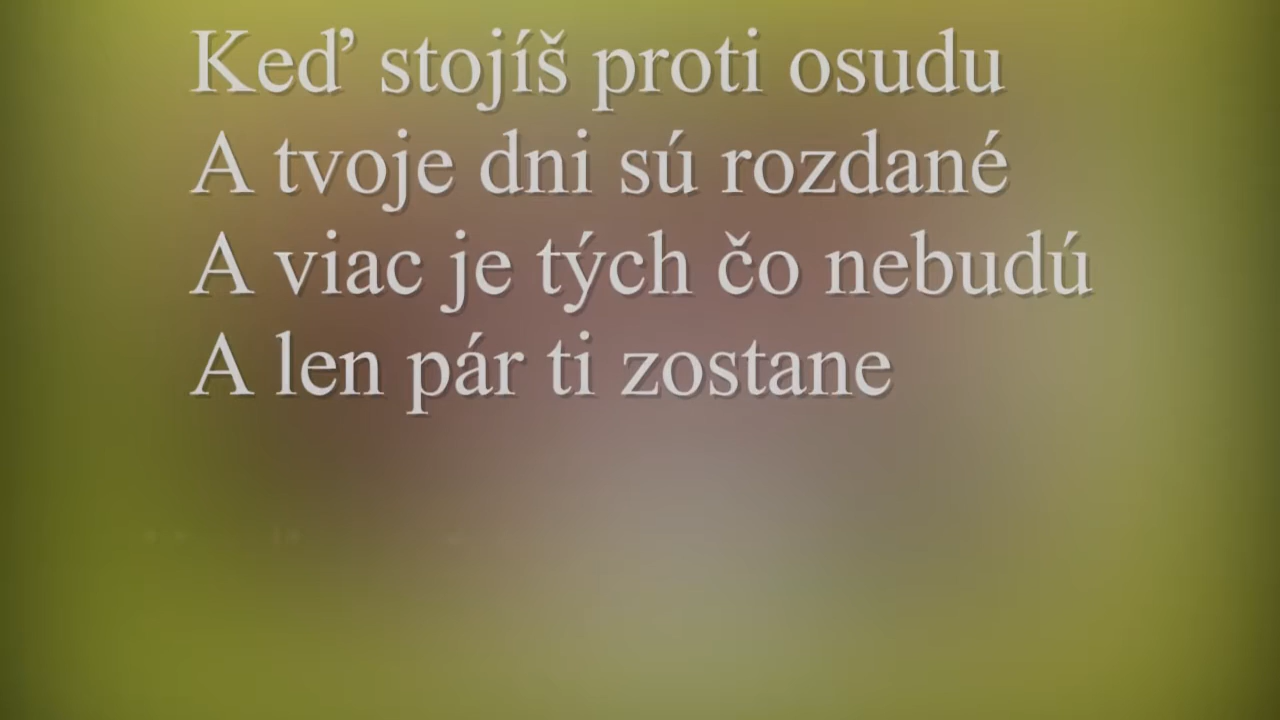 Keď stojíš proti osudu
A tvoje dni sú rozdané
A viac je tých čo nebudú
A len pár ti zostane